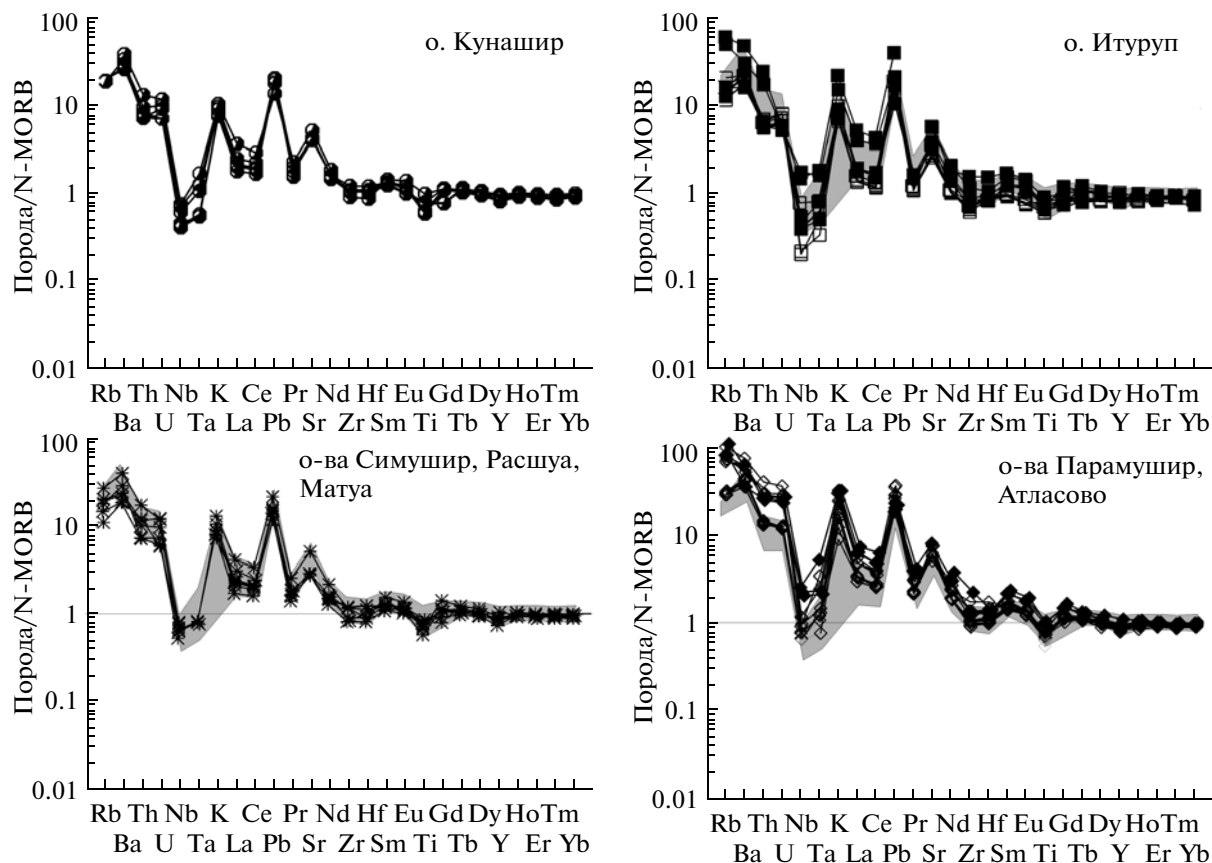 100
10
1
0.1
0.01
Порода/N-MORB
о. Кунашир
Rb Th Nb K Ce Pr Nd Hf Eu Gd Dy Ho Tm
Ba U Ta La Pb Sr Zr Sm Ti Tb Y Er Yb
100
10
1
0.1
0.01
Порода/N-MORB
о. Итуруп
Rb Th Nb K Ce Pr Nd Hf Eu Gd Dy Ho Tm
Ba U Ta La Pb Sr Zr Sm Ti Tb Y Er Yb
100
10
1
0.1
0.01
Порода/N-MORB
о-ва Симушир, Расшуа,
Матуа
Rb Th Nb K Ce Pr Nd Hf Eu Gd Dy Ho Tm
Ba U Ta La Pb Sr Zr Sm Ti Tb Y Er Yb
100
10
1
0.1
0.01
Порода/N-MORB
о-ва Парамушир,
Атласово
Rb Th Nb K Ce Pr Nd Hf Eu Gd Dy Ho Tm
Ba U Ta La Pb Sr Zr Sm Ti Tb Y Er Yb